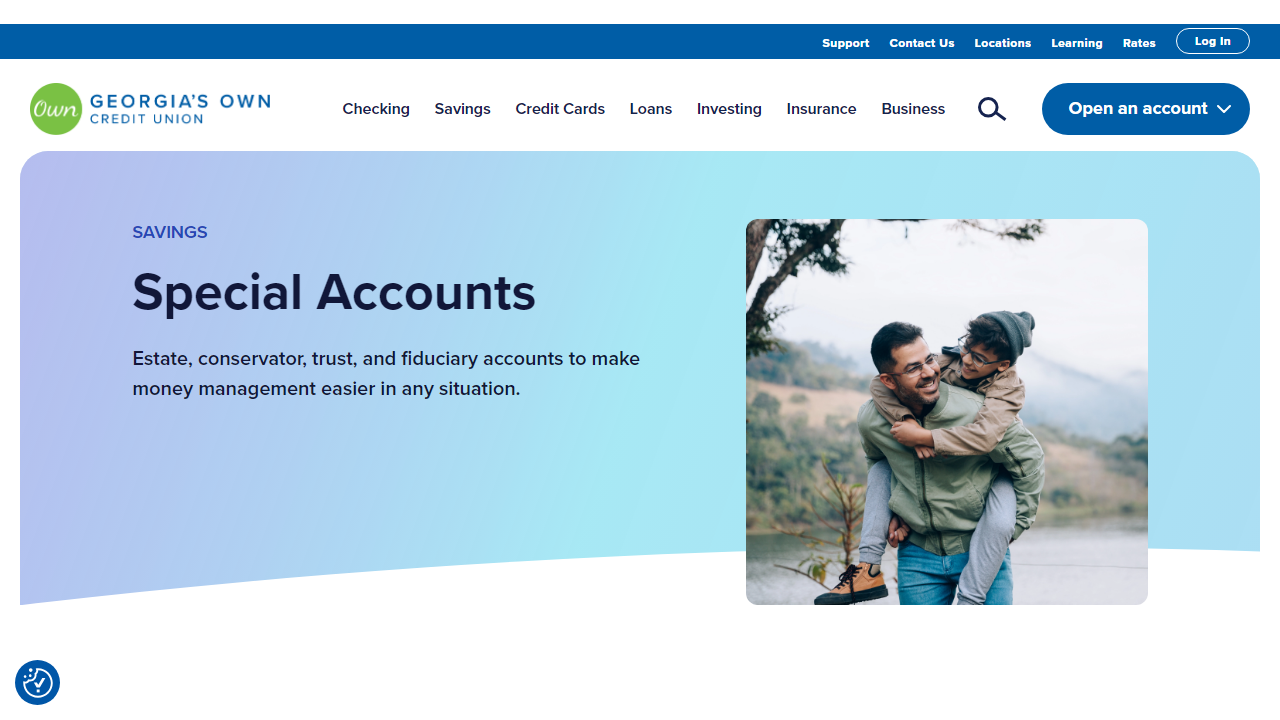 Support Contact Us Locations Learning Rates Log In
Own GEORGIA'S OWN
CREDIT UNION
Checking Savings Credit Cards Loans Investing Insurance Business Open an account
SAVINGS
Special Accounts
Estate, conservator, trust, and fiduciary accounts to make
money management easier in any situation.